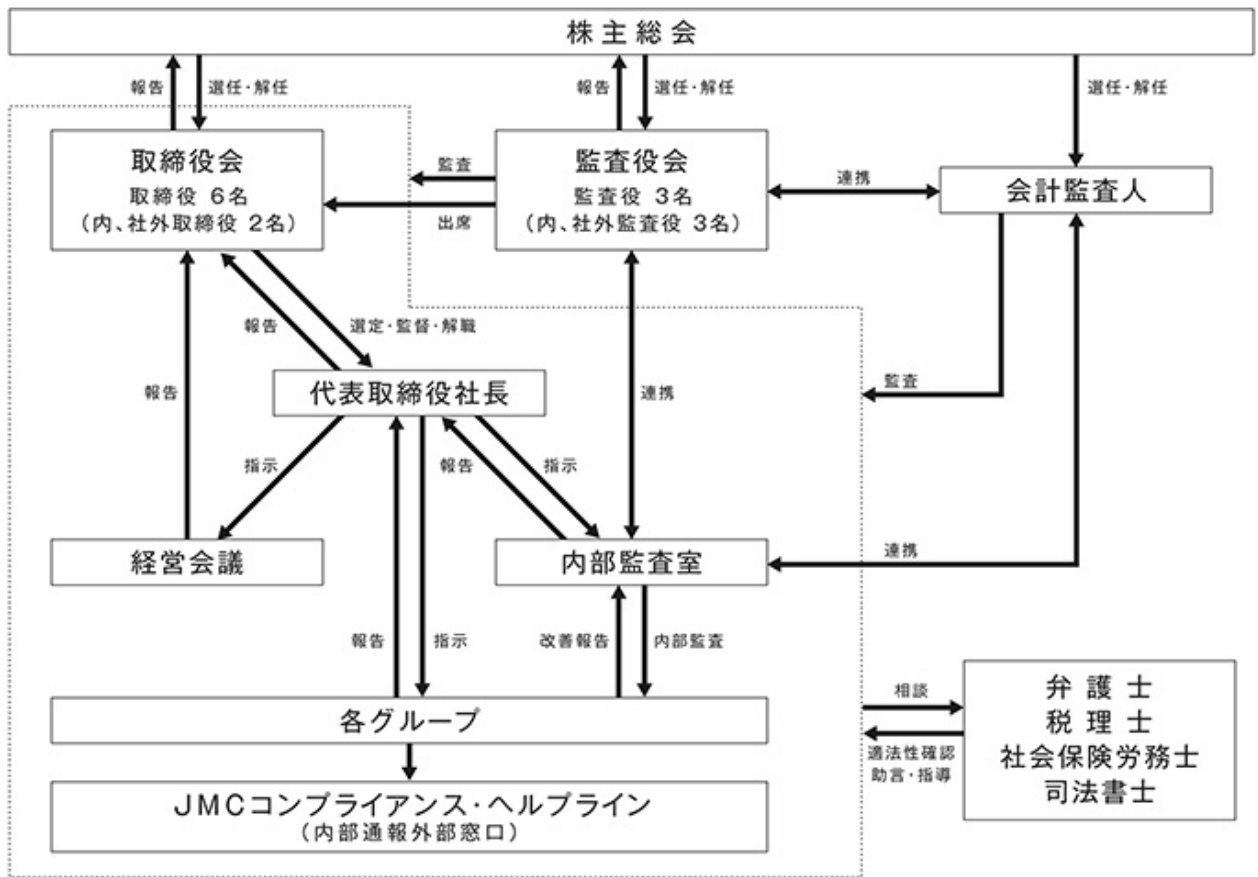 株主総会
報告
選任・解任
報告
選任・解任
選任・解任
取締役会
取締役 6名
(内、社外取締役 2名)
監査
出席
監査役会
監査役 3名
(内、社外監査役 3名)
連携
会計監査人
報告
選定・監督・解職
報告
代表取締役社長
連携
監査
指示
報告
指示
経営会議
内部監査室
連携
報告
指示
改善報告
内部監査
各グループ
相談
適法性確認
助言・指導
弁護士
税理士
社会保険労務士
司法書士
JMCコンプライアンス・ヘルプライン
(内部通報外部窓口)